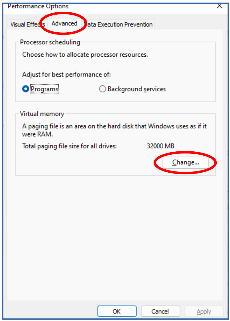 Performance Options
Visual Effects Advanced Data Execution Prevention
Processor scheduling
Choose how to allocate processor resources.
Adjust for best performance of:
Programs Background services
Virtual memory
A paging file is an area on the hard disk that Windows uses as if it
were RAM.
Total paging file size for all drives: 32000 MB
Change...
OK Cancel Apply